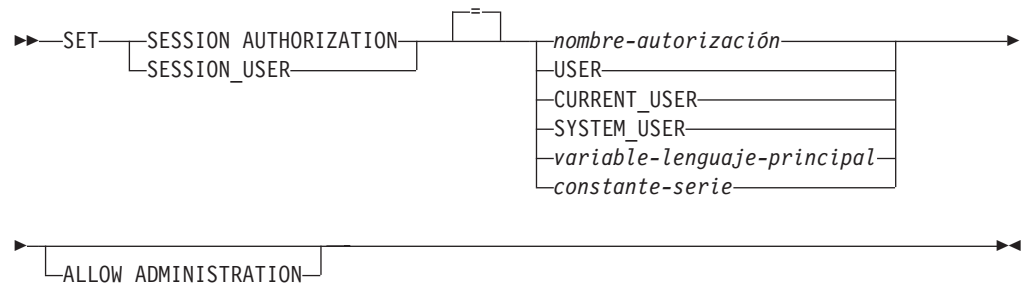 =
SET SESSION AUTHORIZATION nombre-autorización
SESSION_USER USER
CURRENT_USER
SYSTEM_USER
variable-lenguaje-principal
constante-serie
ALLOW ADMINISTRATION